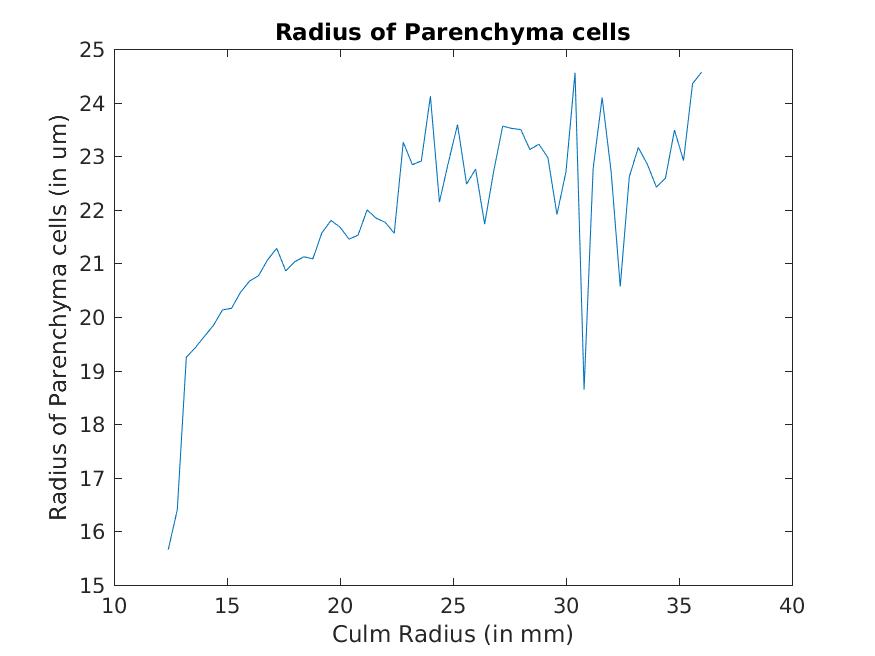 Radius of Parenchyma cells
25
24
23
22
21
20
19
18
17
16
15
Radius of Parenchyma cells (in um)
10 15 20 25 30 35 40
Culm Radius (in mm)